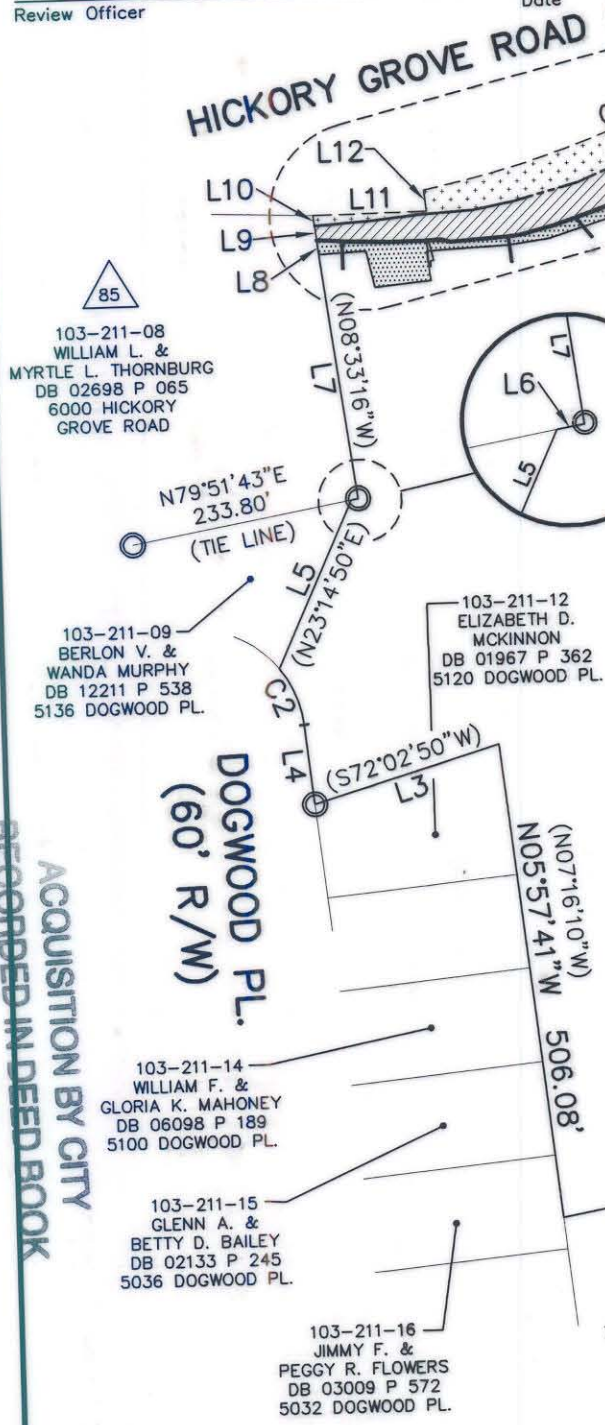 Review Officer
Date
HICKORY GROVE ROAD
L12
L10
L11
L9
L8
85
103-211-08
WILLIAM L. &
MYRTLE L. THORNBURG
DB 02698 P 065
6000 HICKORY
GROVE ROAD
L7
(N08°33'16"W)
L7
L6
L5
N79°51'43"E
233.80'
(TIE LINE)
L5
(N23°14'50"E)
103-211-09
BERLON V. &
WANDA MURPHY
DB 12211 P 538
5136 DOGWOOD PL.
103-211-12
ELIZABETH D.
MCKINNON
DB 01967 P 362
5120 DOGWOOD PL.
C2
L4
(S72°02'50"W)
L3
DOGWOOD PL.
(60' R/W)
(N07°16'10"W)
N05°57'41"W 506.08'
ACQUISITION BY CITY
RECORDED IN DEED BOOK
103-211-14
WILLIAM F. &
GLORIA K. MAHONEY
DB 06098 P 189
5100 DOGWOOD PL.
103-211-15
GLENN A. &
BETTY D. BAILEY
DB 02133 P 245
5036 DOGWOOD PL.
103-211-16
JIMMY F. &
PEGGY R. FLOWERS
DB 03009 P 572
5032 DOGWOOD PL.